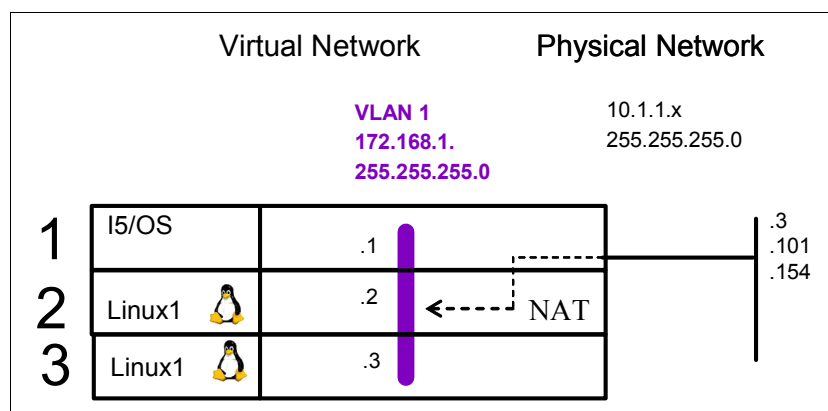 Virtual Network
Physical Network
VLAN 1
172.168.1.
255.255.255.0
10.1.1.x
255.255.255.0
1
I5/OS
.1
.3
.101
.154
2
Linux1
.2
NAT
3
Linux1
.3